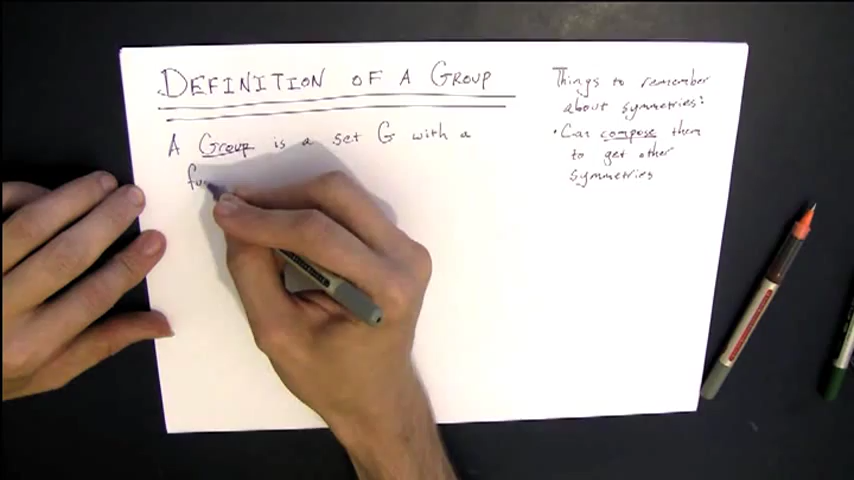 DEFINITION OF A GROUP
A Group is a set G with a
Things to remember
about symmetries:
• Can compose them
to get other
symmetries